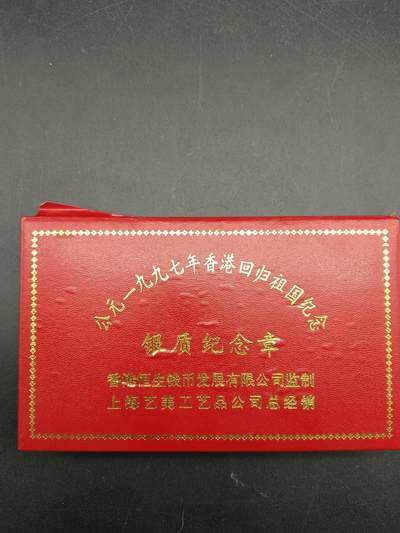 公元一九九七年香港回归祖国纪念
银质纪念章
香港恒生钱币发展有限公司监制
上海艺美工艺品公司总经销